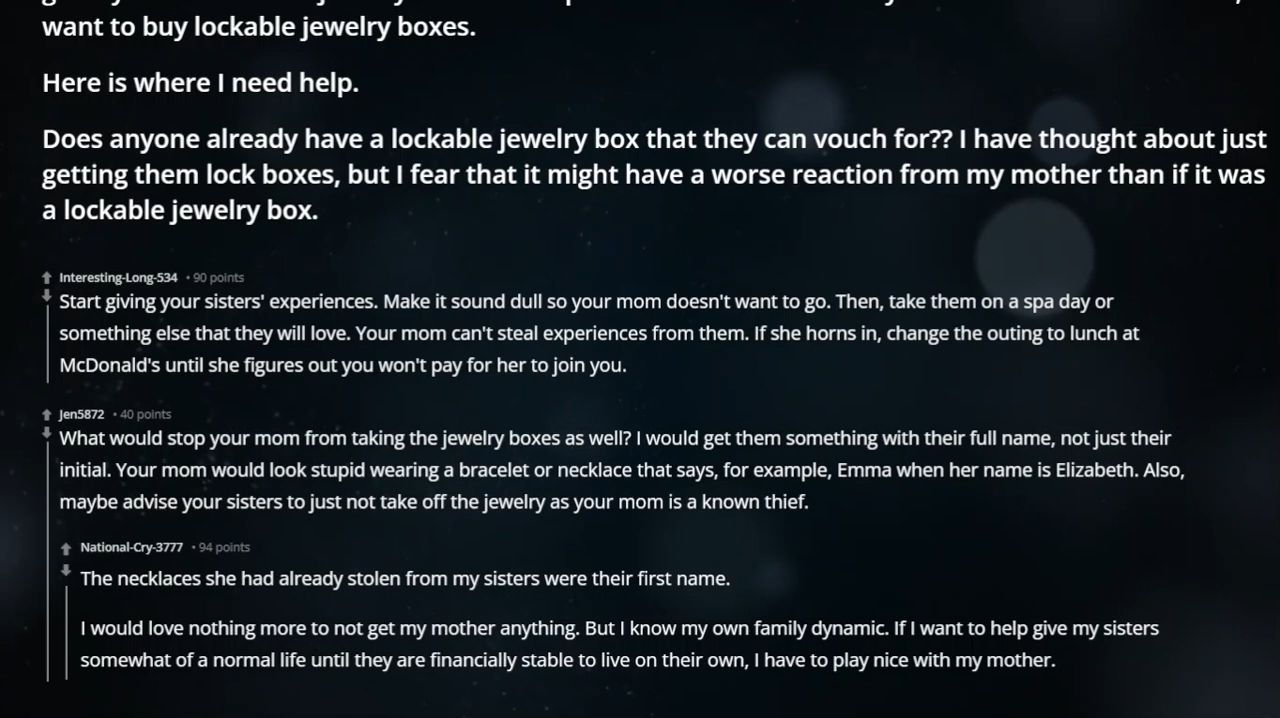 want to buy lockable jewelry boxes.
Here is where I need help.
Does anyone already have a lockable jewelry box that they can vouch for?? I have thought about just
getting them lock boxes, but I fear that it might have a worse reaction from my mother than if it was
a lockable jewelry box.
Interesting-Long-534 • 90 points
Start giving your sisters' experiences. Make it sound dull so your mom doesn't want to go. Then, take them on a spa day or
something else that they will love. Your mom can't steal experiences from them. If she horns in, change the outing to lunch at
McDonald's until she figures out you won't pay for her to join you.
Jen5872 • 40 points
What would stop your mom from taking the jewelry boxes as well? I would get them something with their full name, not just their
initial. Your mom would look stupid wearing a bracelet or necklace that says, for example, Emma when her name is Elizabeth. Also,
maybe advise your sisters to just not take off the jewelry as your mom is a known thief.
National-Cry-3777 • 94 points
The necklaces she had already stolen from my sisters were their first name.
I would love nothing more to not get my mother anything. But I know my own family dynamic. If I want to help give my sisters
somewhat of a normal life until they are financially stable to live on their own, I have to play nice with my mother.